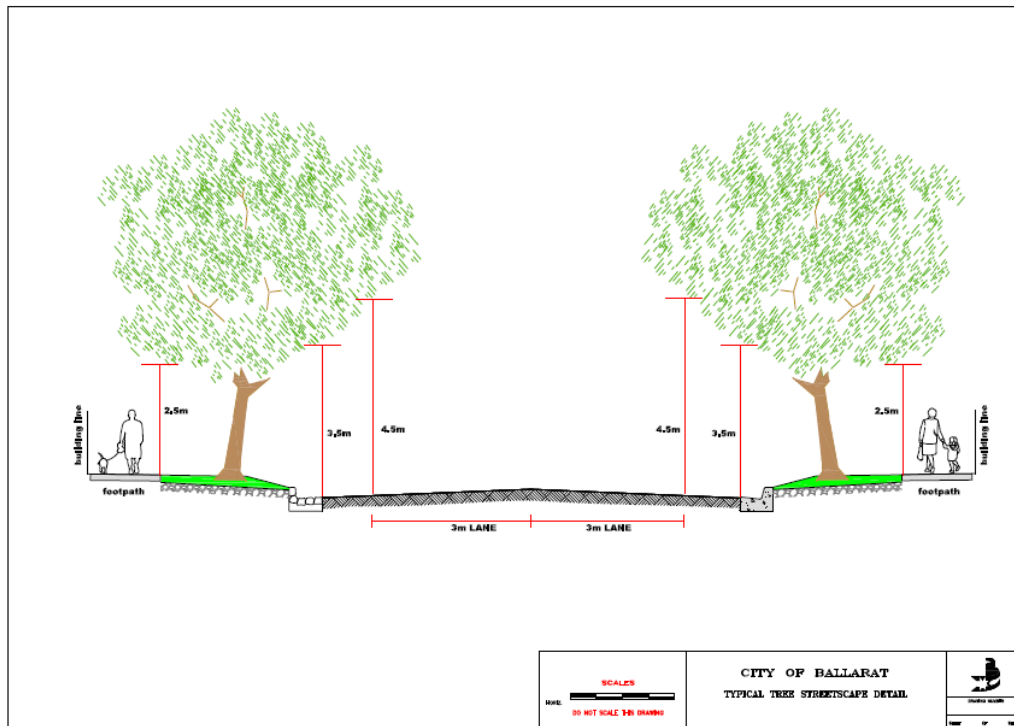 building line
footpath
2.5m
3.5m
4.5m
4.5m
3.5m
2.5m
building line
footpath
3m LANE
3m LANE
SCALES
HORIZ.
DO NOT SCALE THIS DRAWING
CITY OF BALLARAT
TYPICAL TREE STREETSCAPE DETAIL